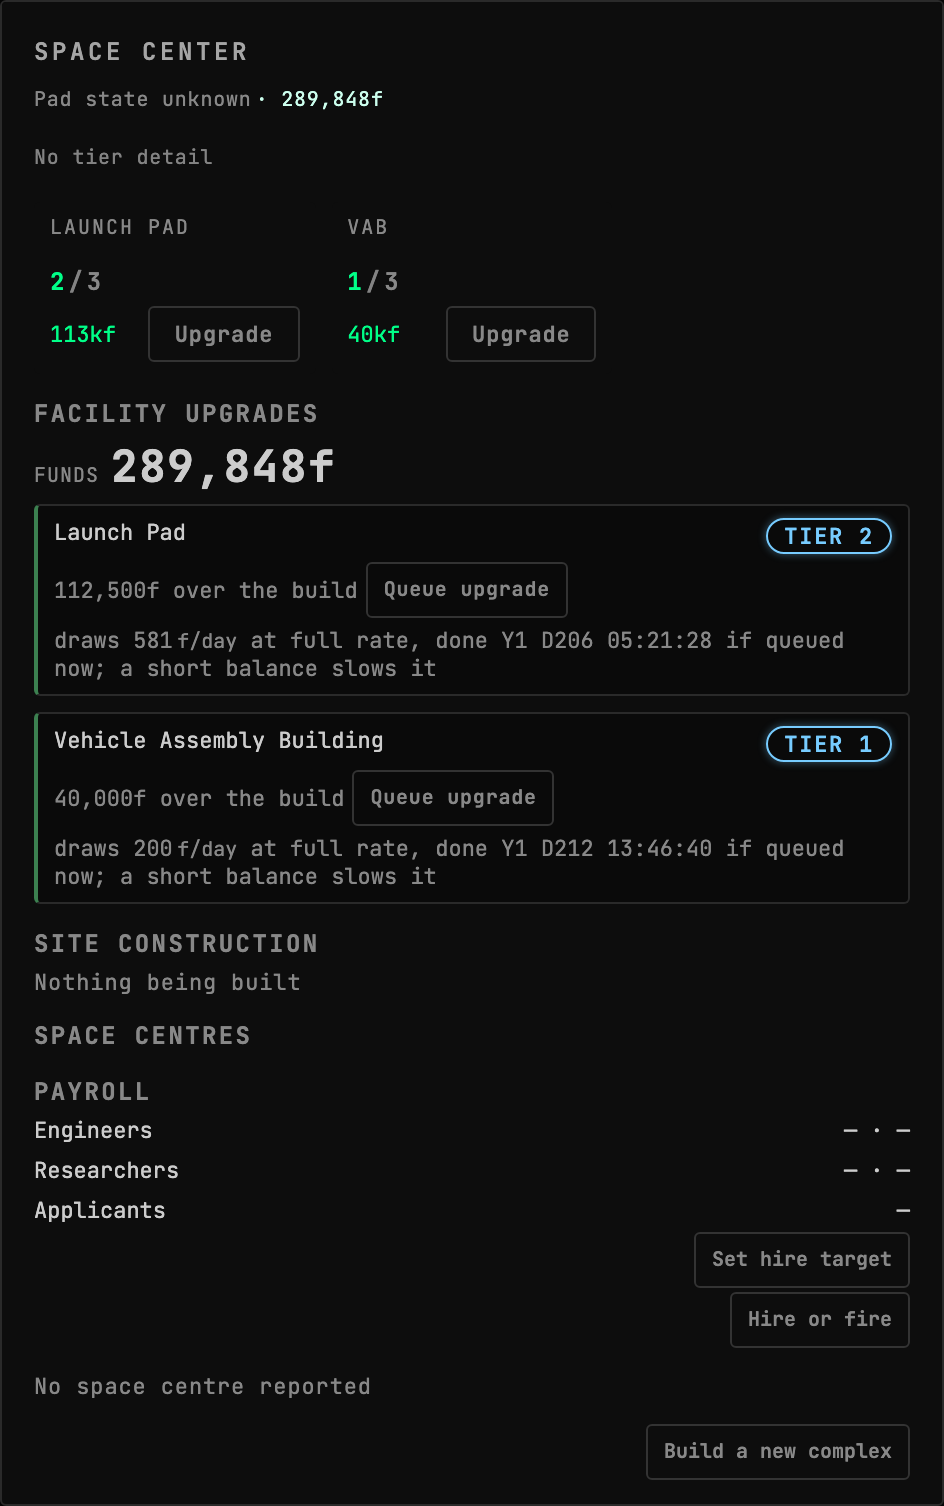 SPACE CENTER
Pad state unknown · 289,848f
No tier detail
LAUNCH PAD
2/3
113kf
Upgrade
VAB
1/3
40kf
Upgrade
FACILITY UPGRADES
FUNDS 289,848f
Launch Pad
TIER 2
112,500f over the build
Queue upgrade
draws 581 f/day at full rate, done Y1 D206 05:21:28 if queued
now; a short balance slows it
Vehicle Assembly Building
TIER 1
40,000f over the build
Queue upgrade
draws 200 f/day at full rate, done Y1 D212 13:46:40 if queued
now; a short balance slows it
SITE CONSTRUCTION
Nothing being built
SPACE CENTRES
PAYROLL
Engineers — · —
Researchers — · —
Applicants —
Set hire target
Hire or fire
No space centre reported
Build a new complex